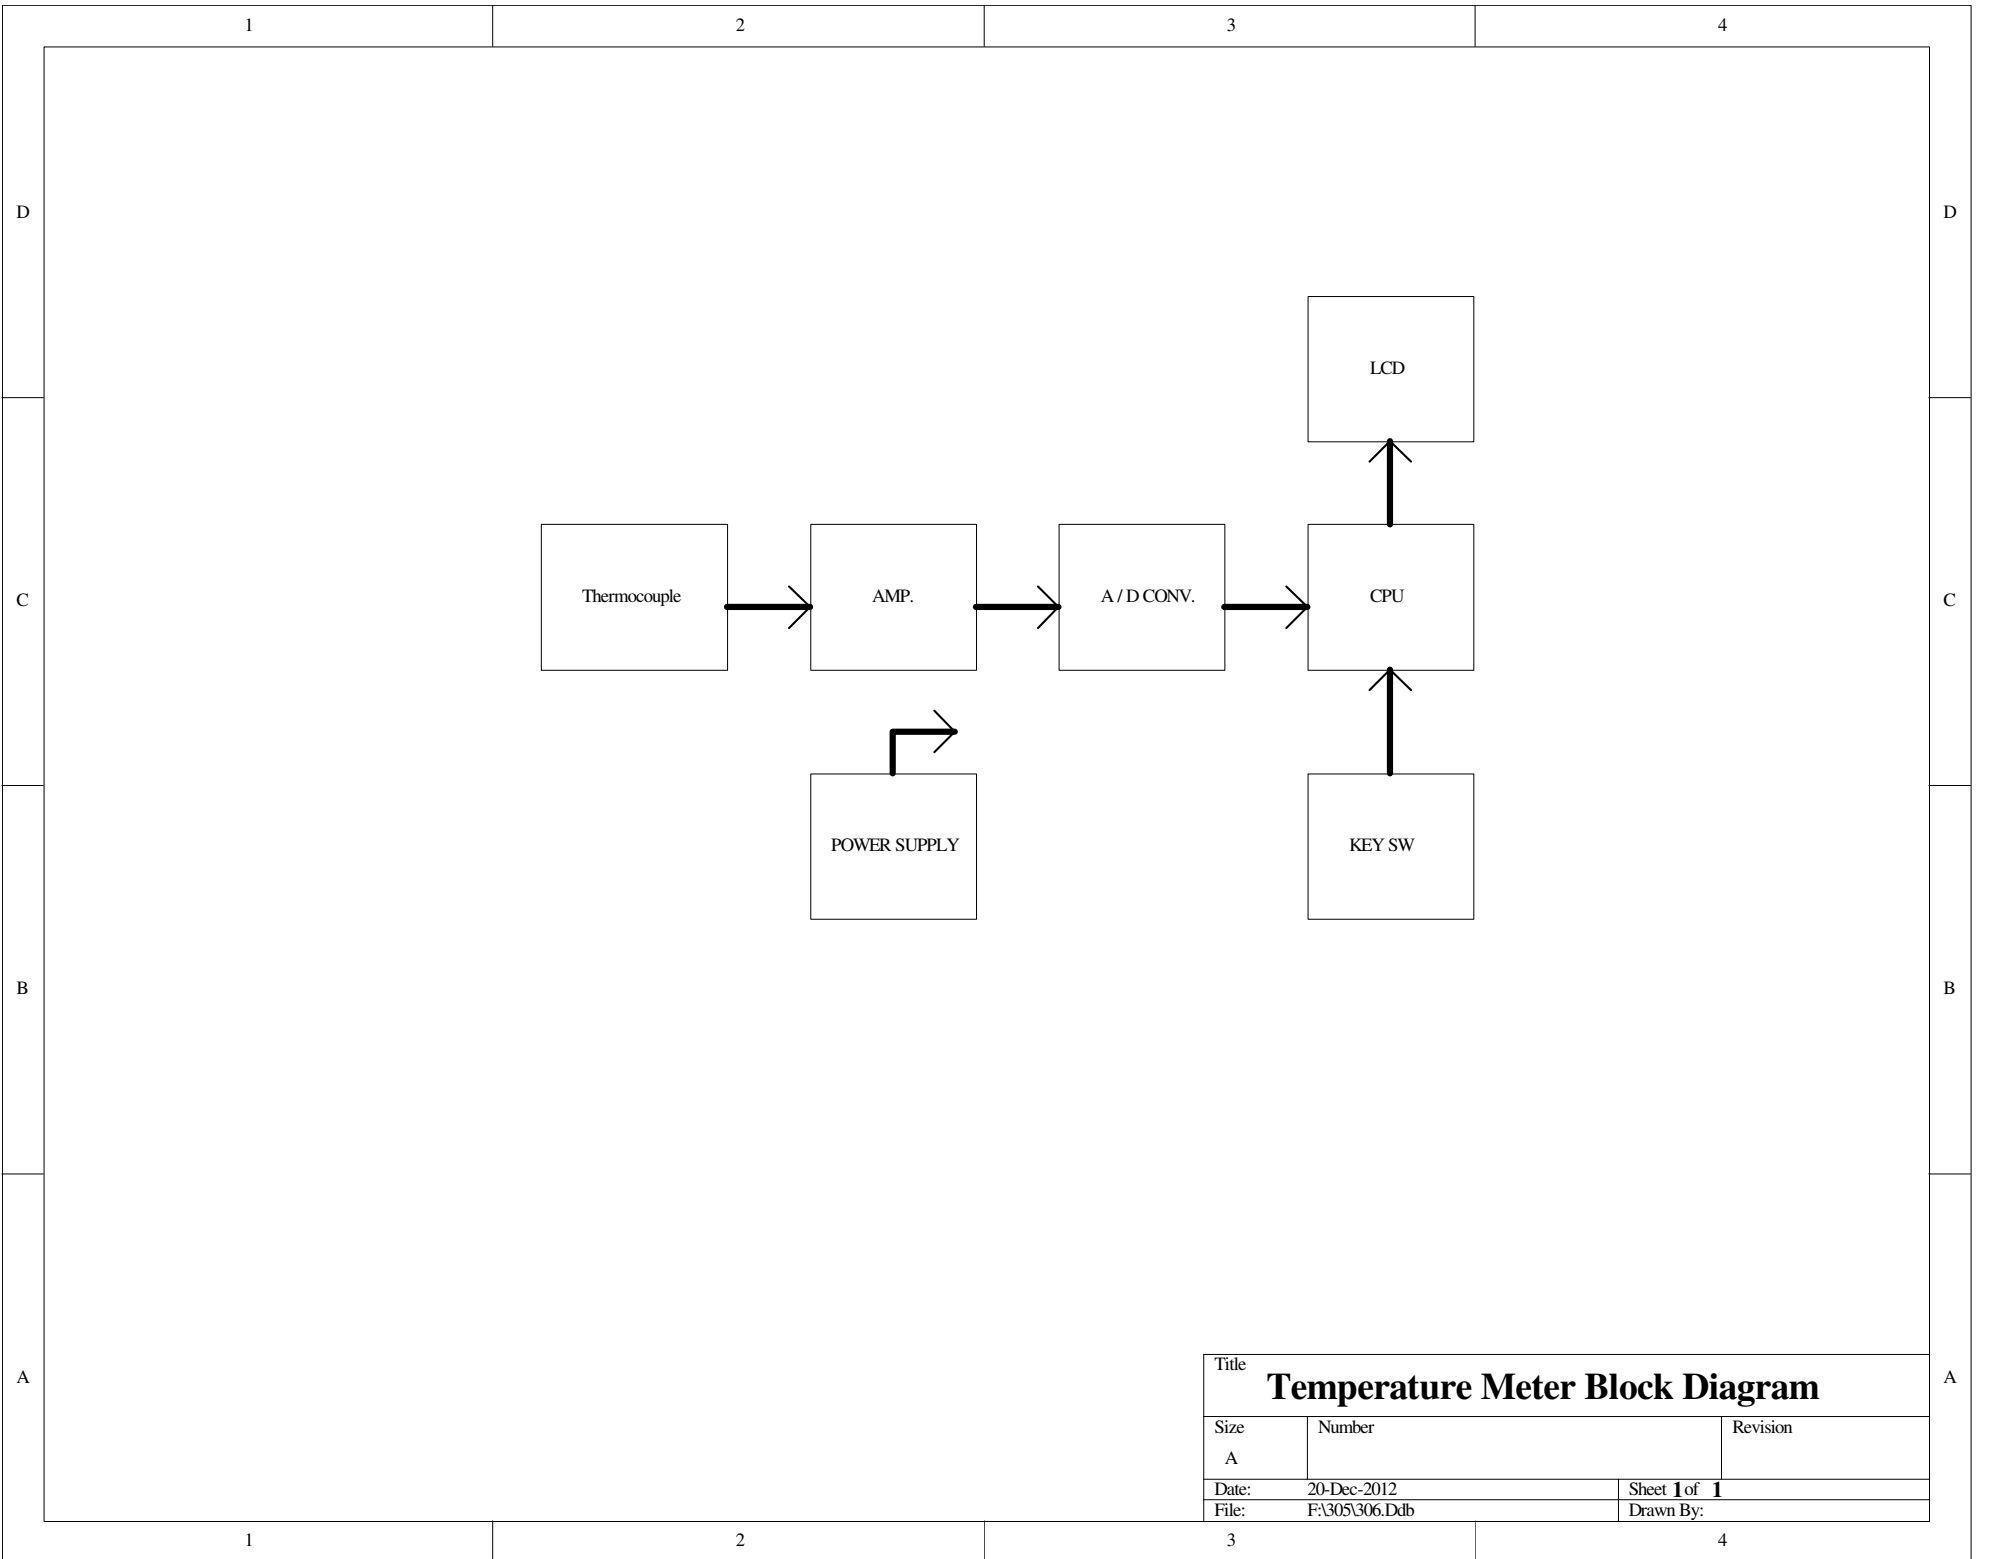 1 2 3 4
D D
LCD
C Thermocouple AMP. A / D CONV. CPU C
POWER SUPPLY KEY SW
B B
A A
Title
Temperature Meter Block Diagram
Size Number Revision
A
Date: 20-Dec-2012 Sheet 1 of 1
File: F:\305\306.Ddb Drawn By:
1 2 3 4